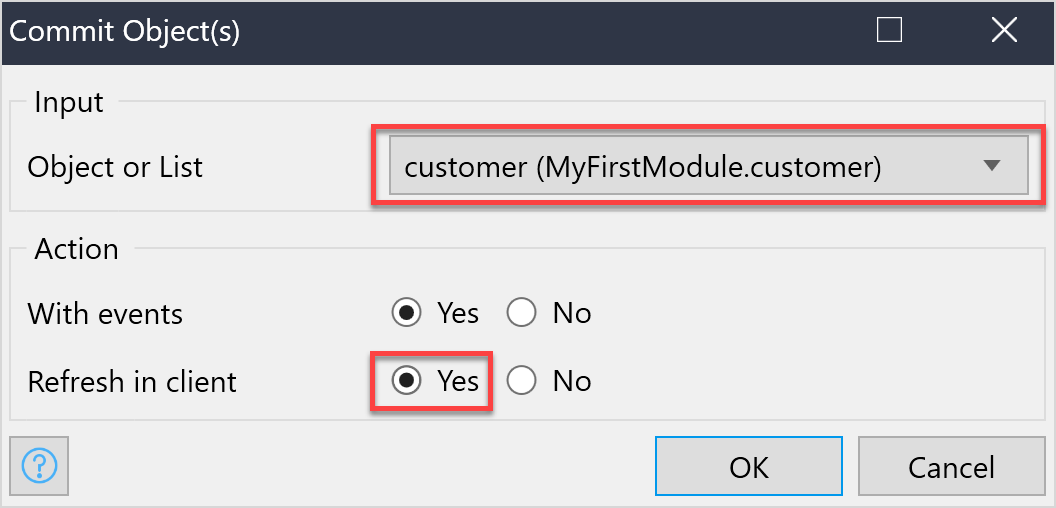 Commit Object(s)
Input
Object or List customer (MyFirstModule.customer)
Action
With events Yes No
Refresh in client Yes No
? OK Cancel